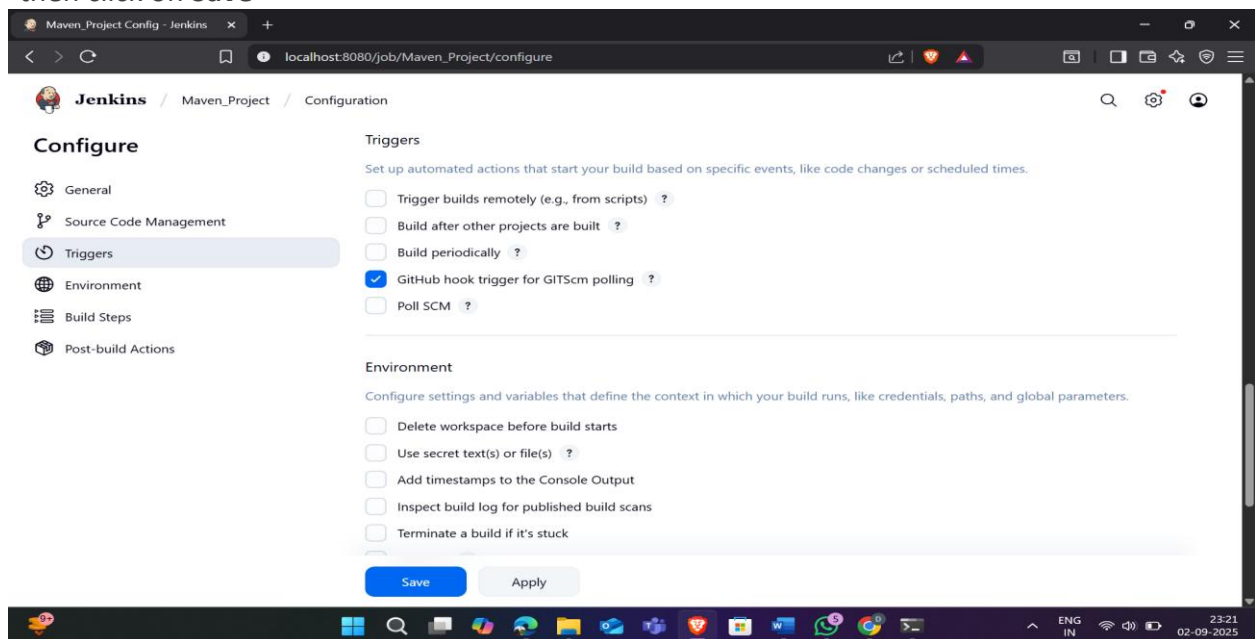 then click on save
Maven_Project Config - Jenkins
localhost:8080/job/Maven_Project/configure
Jenkins / Maven_Project / Configuration
Configure
General
Source Code Management
Triggers
Environment
Build Steps
Post-build Actions
Triggers
Set up automated actions that start your build based on specific events, like code changes or scheduled times.
Trigger builds remotely (e.g., from scripts) ?
Build after other projects are built ?
Build periodically ?
GitHub hook trigger for GITScm polling ?
Poll SCM ?
Environment
Configure settings and variables that define the context in which your build runs, like credentials, paths, and global parameters.
Delete workspace before build starts
Use secret text(s) or file(s) ?
Add timestamps to the Console Output
Inspect build log for published build scans
Terminate a build if it's stuck
Save Apply
9+
ENG
IN
23:21
02-09-2025